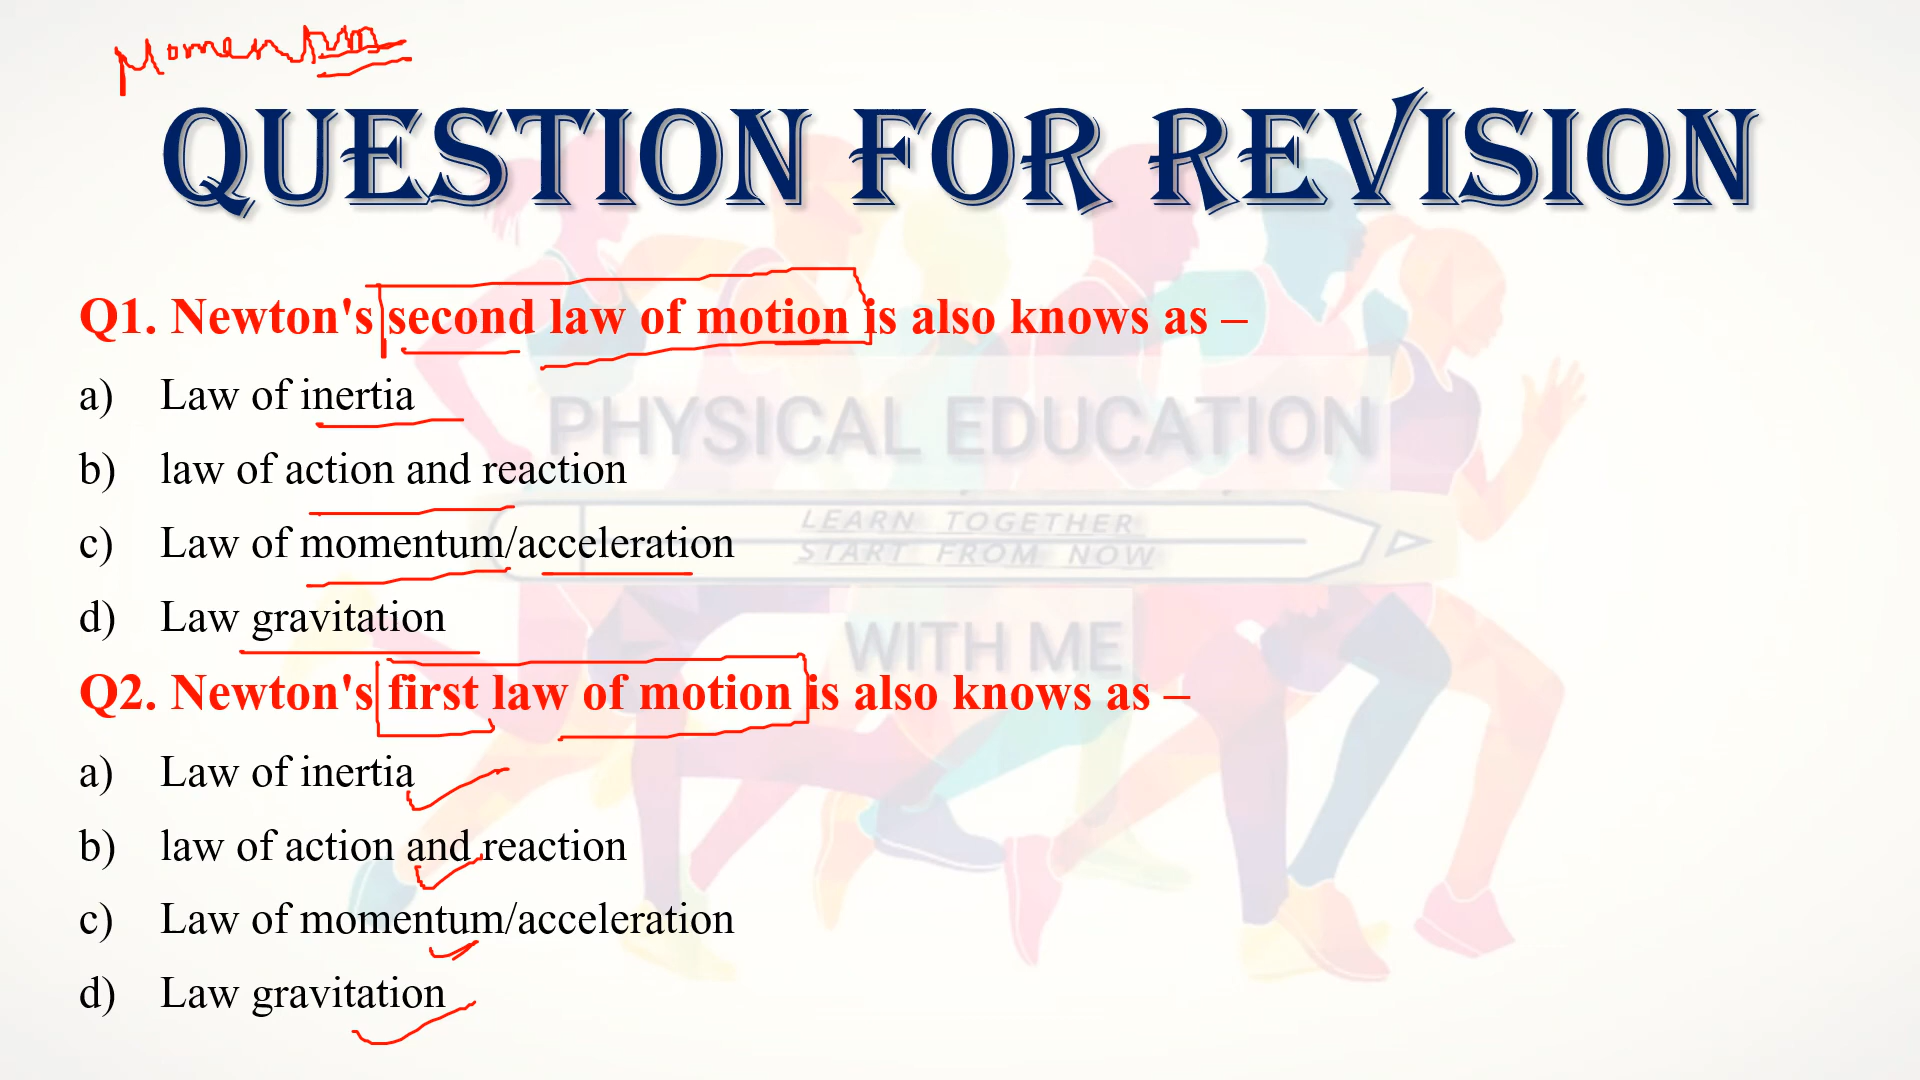 Momentum
QUESTION FOR REVISION
Q1. Newton's second law of motion is also knows as –
a) Law of inertia
b) law of action and reaction
c) Law of momentum/acceleration
d) Law gravitation
Q2. Newton's first law of motion is also knows as –
a) Law of inertia
b) law of action and reaction
c) Law of momentum/acceleration
d) Law gravitation
PHYSICAL EDUCATION
LEARN TOGETHER
START FROM NOW
WITH ME